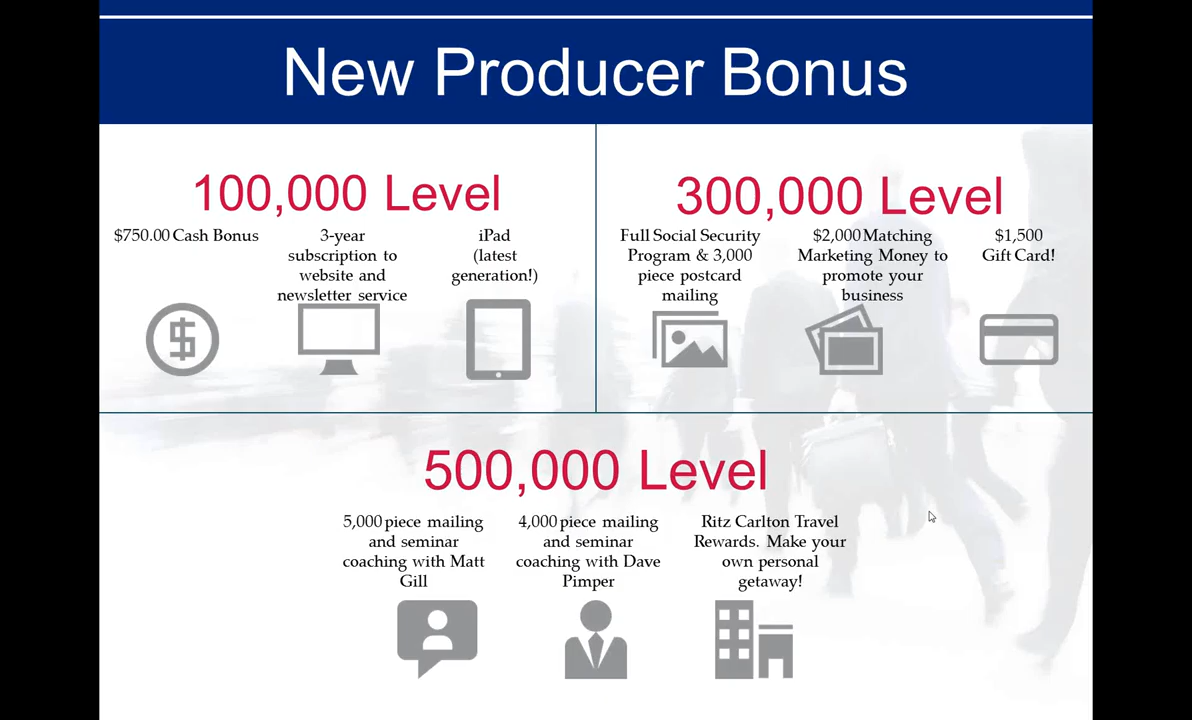 New Producer Bonus
100,000 Level
$750.00 Cash Bonus
3-year
subscription to
website and
newsletter service
iPad
(latest
generation!)
300,000 Level
Full Social Security
Program & 3,000
piece postcard
mailing
$2,000 Matching
Marketing Money to
promote your
business
$1,500
Gift Card!
500,000 Level
5,000 piece mailing
and seminar
coaching with Matt
Gill
4,000 piece mailing
and seminar
coaching with Dave
Pimper
Ritz Carlton Travel
Rewards. Make your
own personal
getaway!